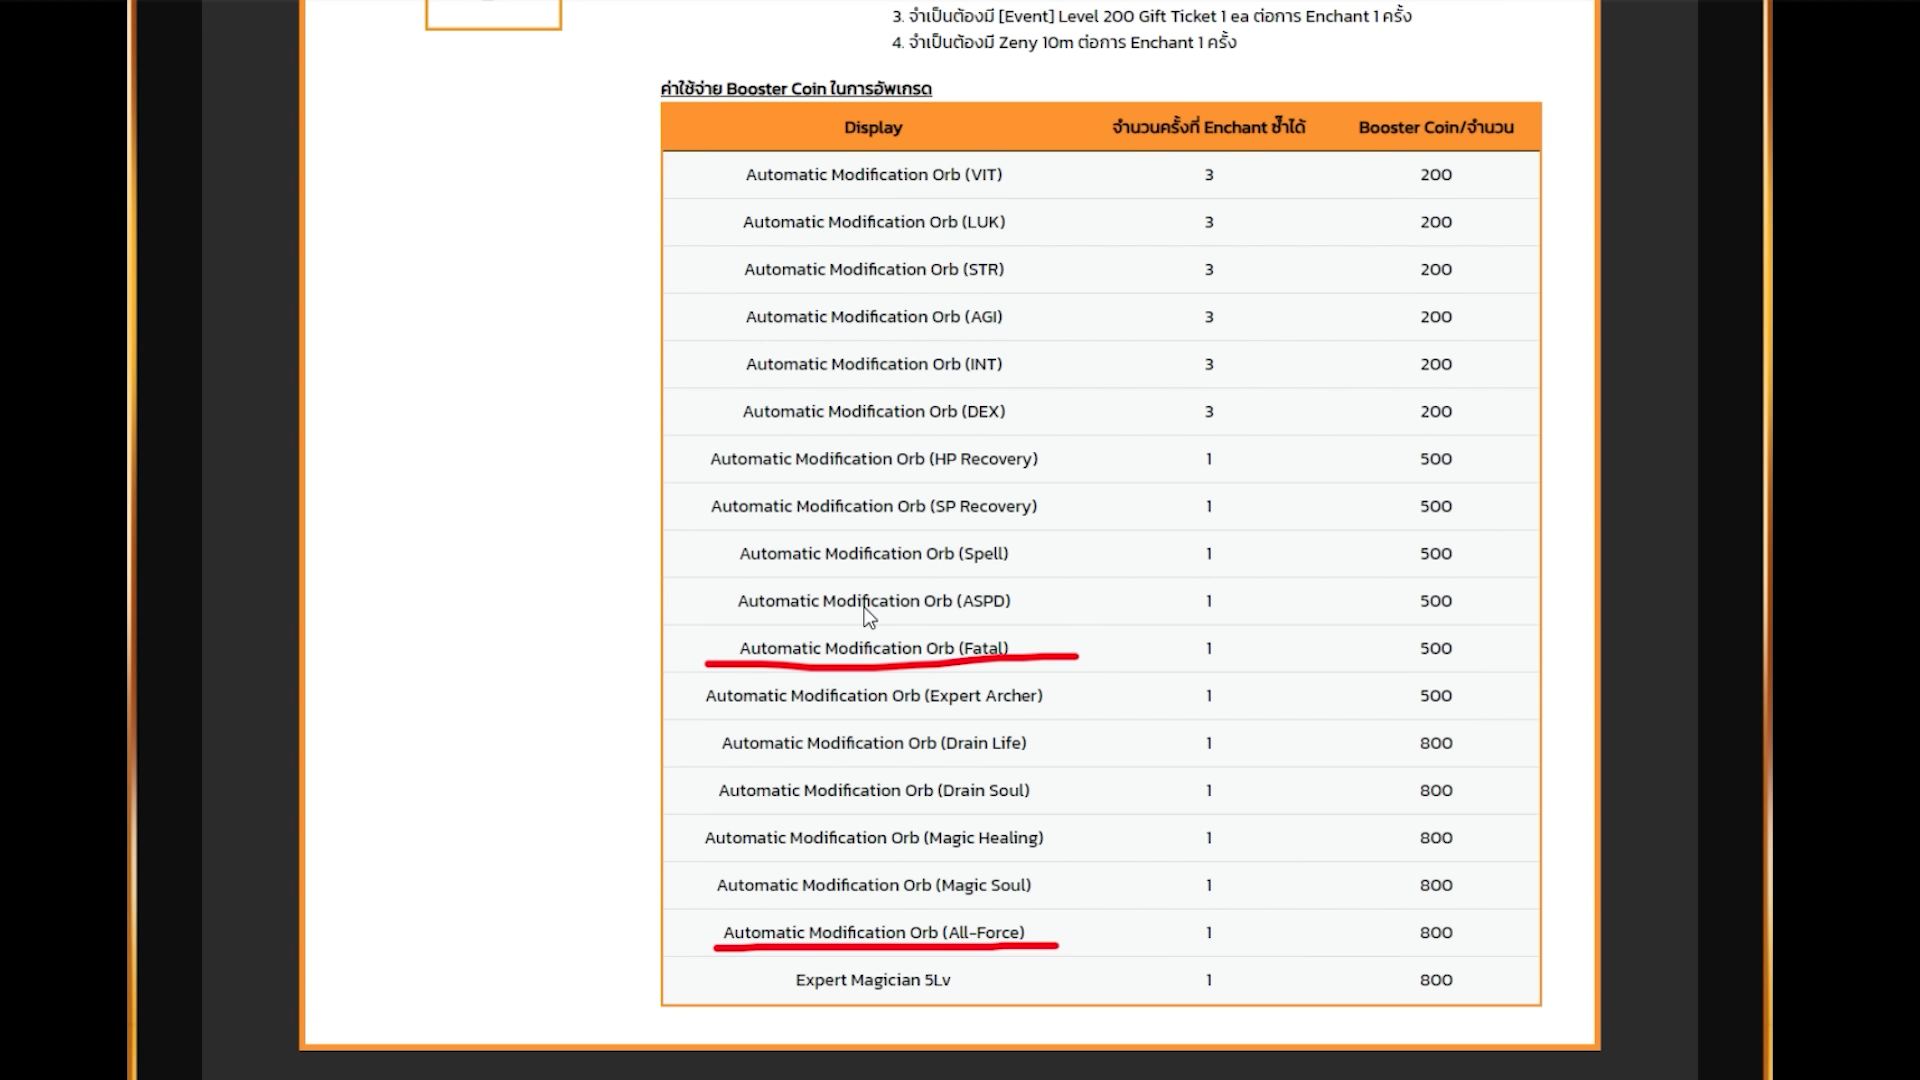 3. จำเป็นต้องมี [Event] Level 200 Gift Ticket 1 ea ต่อการ Enchant 1 ครั้ง
4. จำเป็นต้องมี Zeny 10m ต่อการ Enchant 1 ครั้ง
ค่าใช้จ่าย Booster Coin ในการอัพเกรด
Display จำนวนครั้งที่ Enchant ซ้ำได้ Booster Coin/จำนวน
Automatic Modification Orb (VIT) 3 200
Automatic Modification Orb (LUK) 3 200
Automatic Modification Orb (STR) 3 200
Automatic Modification Orb (AGI) 3 200
Automatic Modification Orb (INT) 3 200
Automatic Modification Orb (DEX) 3 200
Automatic Modification Orb (HP Recovery) 1 500
Automatic Modification Orb (SP Recovery) 1 500
Automatic Modification Orb (Spell) 1 500
Automatic Modification Orb (ASPD) 1 500
Automatic Modification Orb (Fatal) 1 500
Automatic Modification Orb (Expert Archer) 1 500
Automatic Modification Orb (Drain Life) 1 800
Automatic Modification Orb (Drain Soul) 1 800
Automatic Modification Orb (Magic Healing) 1 800
Automatic Modification Orb (Magic Soul) 1 800
Automatic Modification Orb (All-Force) 1 800
Expert Magician 5Lv 1 800